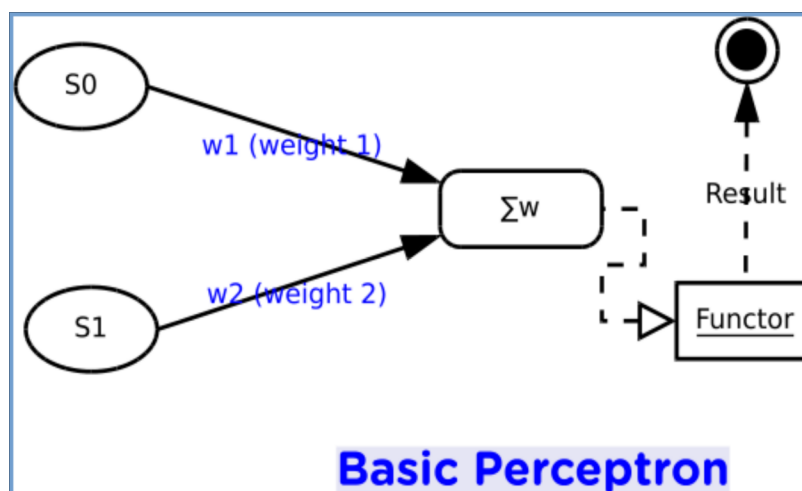 S0
w1 (weight 1)
Result
∑w
w2 (weight 2)
S1
Functor
Basic Perceptron